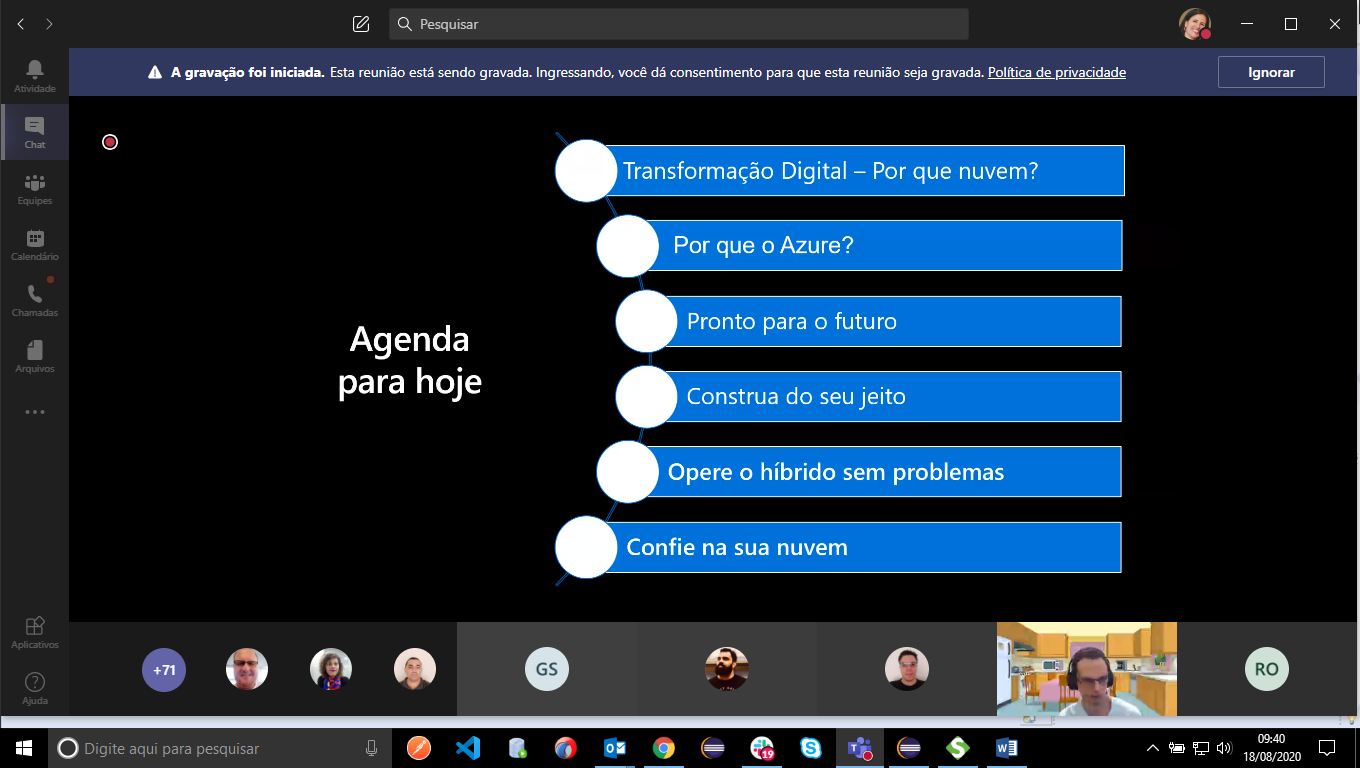 Pesquisar
A gravação foi iniciada. Esta reunião está sendo gravada. Ingressando, você dá consentimento para que esta reunião seja gravada. Política de privacidade
Ignorar
Atividade
Chat
Equipes
Calendário
Chamadas
Arquivos
Aplicativos
Ajuda
Agenda
para hoje
Transformação Digital – Por que nuvem?
Por que o Azure?
Pronto para o futuro
Construa do seu jeito
Opere o híbrido sem problemas
Confie na sua nuvem
+71
GS
RO
Digite aqui para pesquisar
19
09:40
18/08/2020